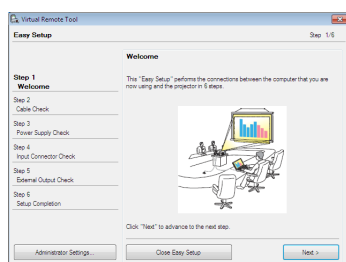 Virtual Remote Tool
Easy Setup
Step 1/6
Step 1
Welcome
Step 2
Cable Check
Step 3
Power Supply Check
Step 4
Input Connector Check
Step 5
External Output Check
Step 6
Setup Completion
Welcome
This "Easy Setup" performs the connections between the computer that you are
now using and the projector in 6 steps.
Click "Next" to advance to the next step.
Administrator Settings...
Close Easy Setup
Next >